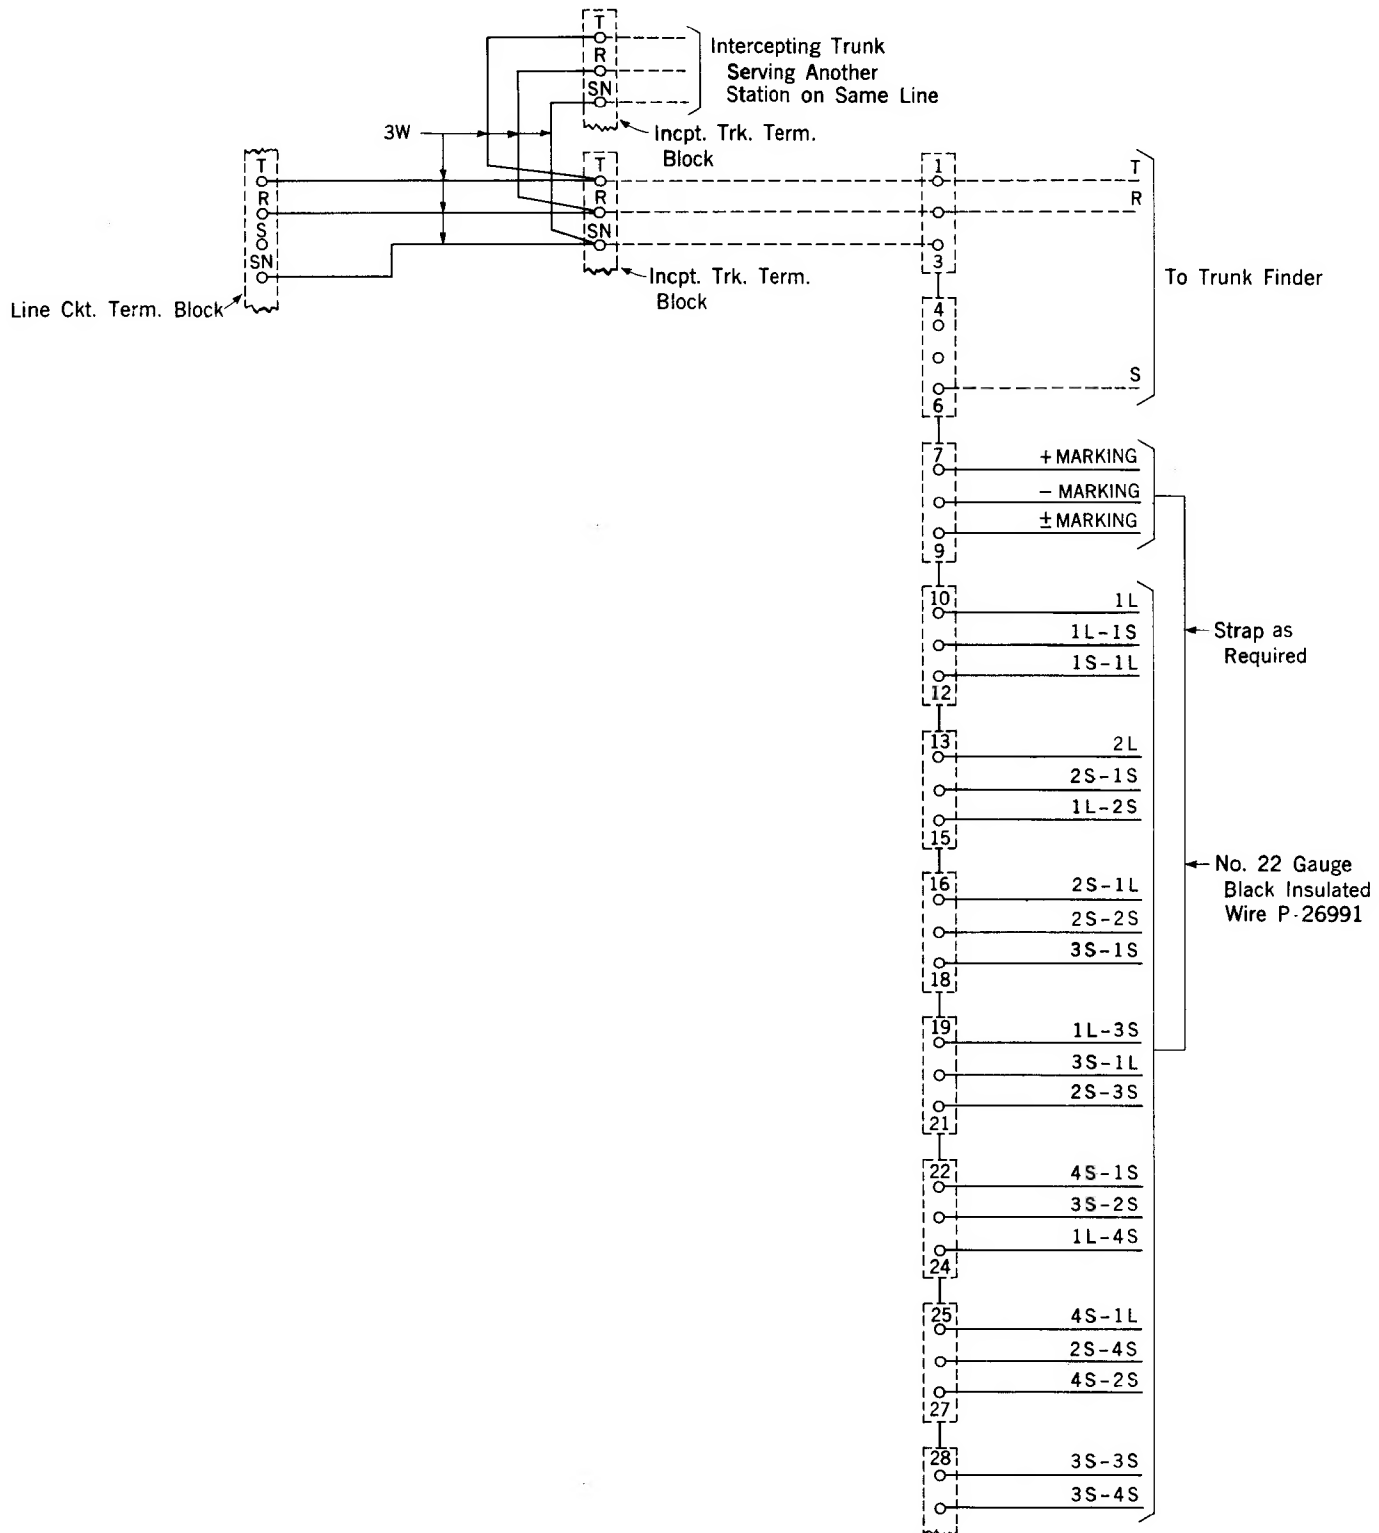 T
R
SN
Intercepting Trunk
Serving Another
Station on Same Line
3W
Incpt. Trk. Term.
Block
T
R
S
SN
Line Ckt. Term. Block
T
R
SN
Incpt. Trk. Term.
Block
1
3
T
R
4
6
S
To Trunk Finder
7
9
+ MARKING
- MARKING
± MARKING
10
12
1L
1L-1S
1S-1L
Strap as
Required
13
15
2L
2S-1S
1L-2S
16
18
2S-1L
2S-2S
3S-1S
No. 22 Gauge
Black Insulated
Wire P-26991
19
21
1L-3S
3S-1L
2S-3S
22
24
4S-1S
3S-2S
1L-4S
25
27
4S-1L
2S-4S
4S-2S
28
3S-3S
3S-4S